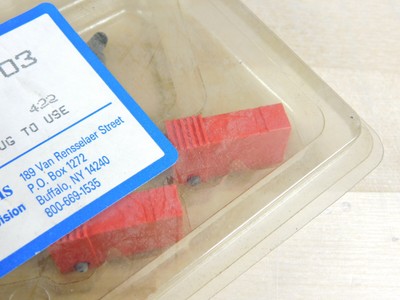 03
422
UG TO USE
189 Van Rensselaer Street
P.O. Box 1272
Buffalo, NY 14240
800-669-1535